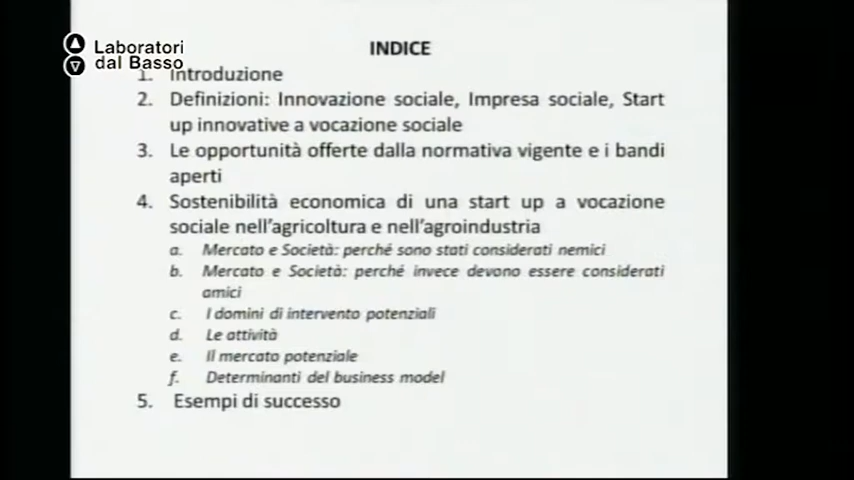 Laboratori
dal Basso
INDICE
1. Introduzione
2. Definizioni: Innovazione sociale, Impresa sociale, Start
up innovative a vocazione sociale
3. Le opportunità offerte dalla normativa vigente e i bandi
aperti
4. Sostenibilità economica di una start up a vocazione
sociale nell'agricoltura e nell'agroindustria
a. Mercato e Società: perché sono stati considerati nemici
b. Mercato e Società: perché invece devono essere considerati
amici
c. I domini di intervento potenziali
d. Le attività
e. Il mercato potenziale
f. Determinanti del business model
5. Esempi di successo